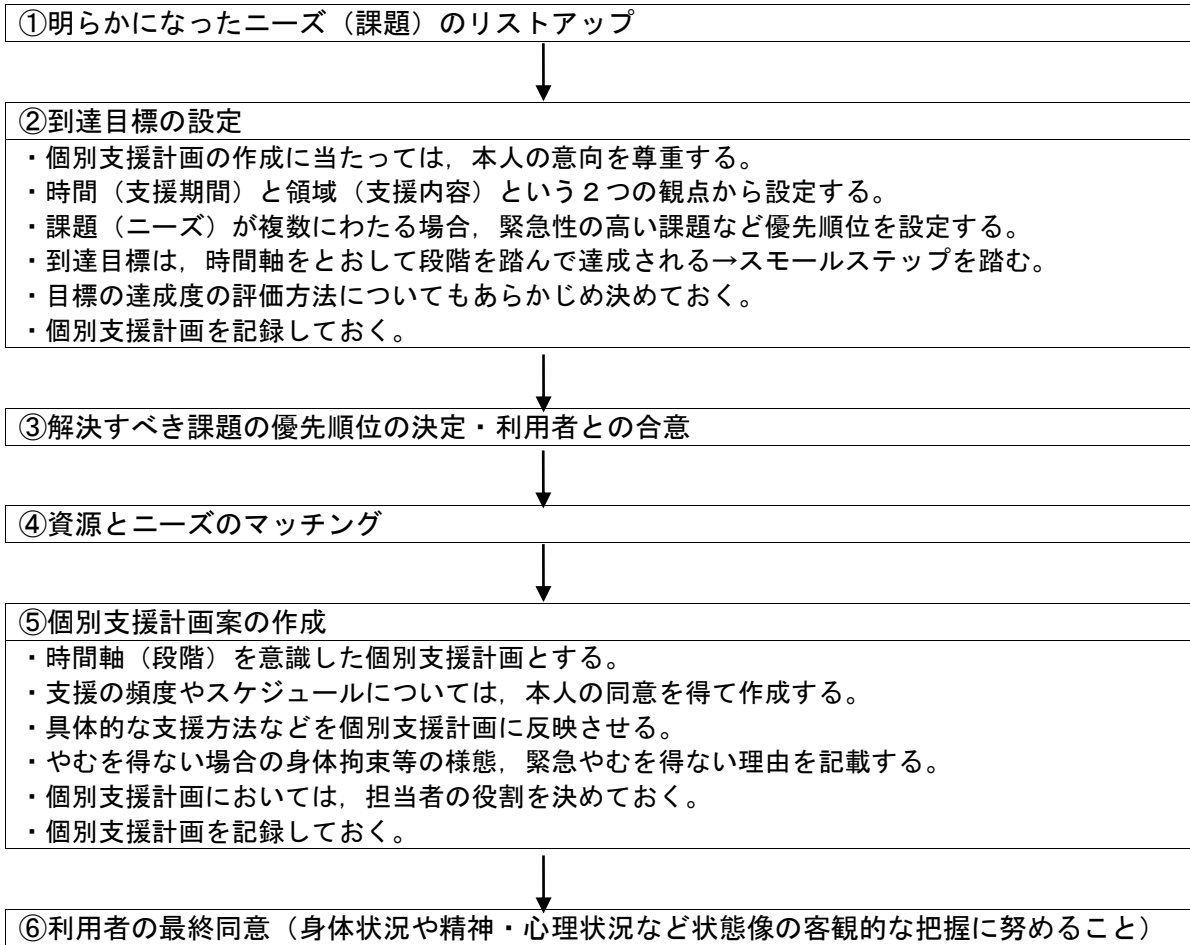 ①明らかになったニーズ（課題）のリストアップ
②到達目標の設定
・個別支援計画の作成に当たっては，本人の意向を尊重する。
・時間（支援期間）と領域（支援内容）という２つの観点から設定する。
・課題（ニーズ）が複数にわたる場合，緊急性の高い課題など優先順位を設定する。
・到達目標は，時間軸をとおして段階を踏んで達成される→スモールステップを踏む。
・目標の達成度の評価方法についてもあらかじめ決めておく。
・個別支援計画を記録しておく。
③解決すべき課題の優先順位の決定・利用者との合意
④資源とニーズのマッチング
⑤個別支援計画案の作成
・時間軸（段階）を意識した個別支援計画とする。
・支援の頻度やスケジュールについては，本人の同意を得て作成する。
・具体的な支援方法などを個別支援計画に反映させる。
・やむを得ない場合の身体拘束等の様態，緊急やむを得ない理由を記載する。
・個別支援計画においては，担当者の役割を決めておく。
・個別支援計画を記録しておく。
⑥利用者の最終同意（身体状況や精神・心理状況など状態像の客観的な把握に努めること）